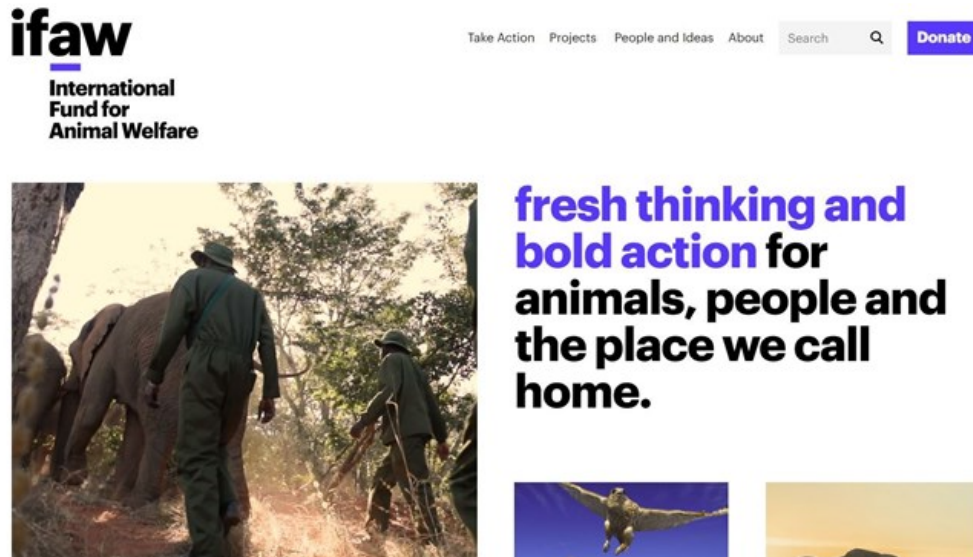 ifaw
International
Fund for
Animal Welfare
Take Action Projects People and Ideas About Search Donate
fresh thinking and
bold action for
animals, people and
the place we call
home.